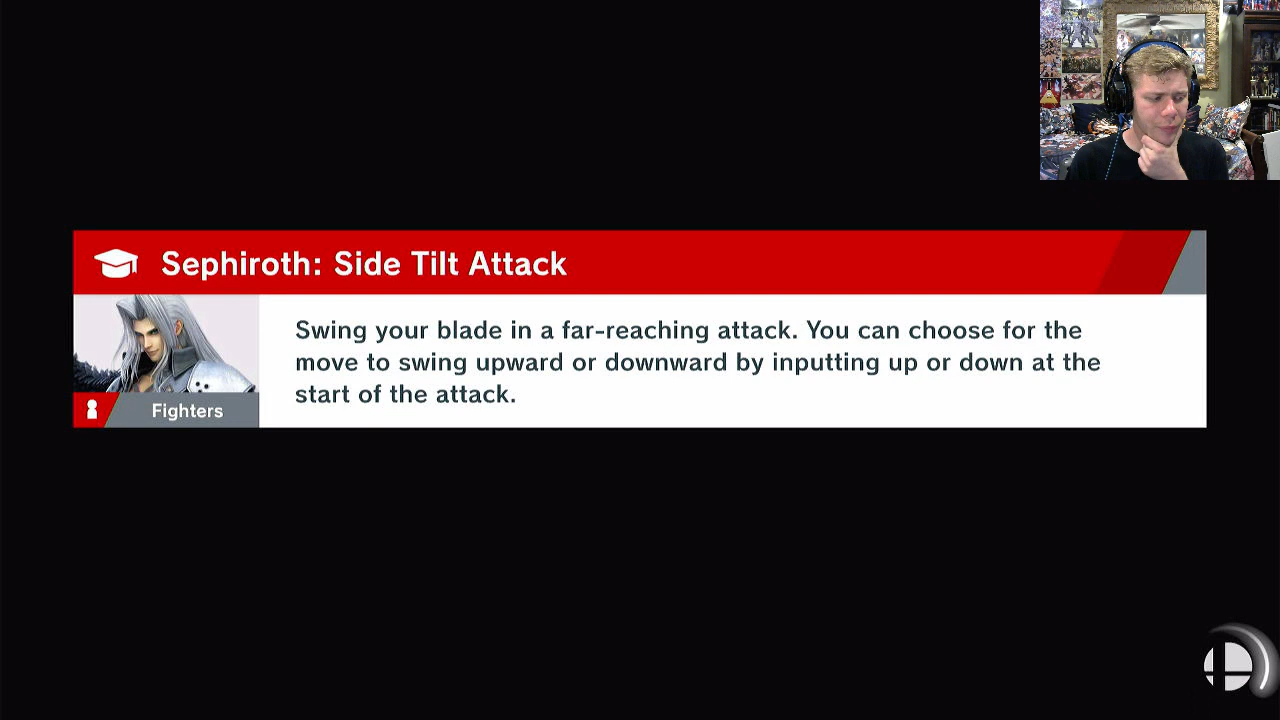 Sephiroth: Side Tilt Attack
Swing your blade in a far-reaching attack. You can choose for the
move to swing upward or downward by inputting up or down at the
start of the attack.
Fighters